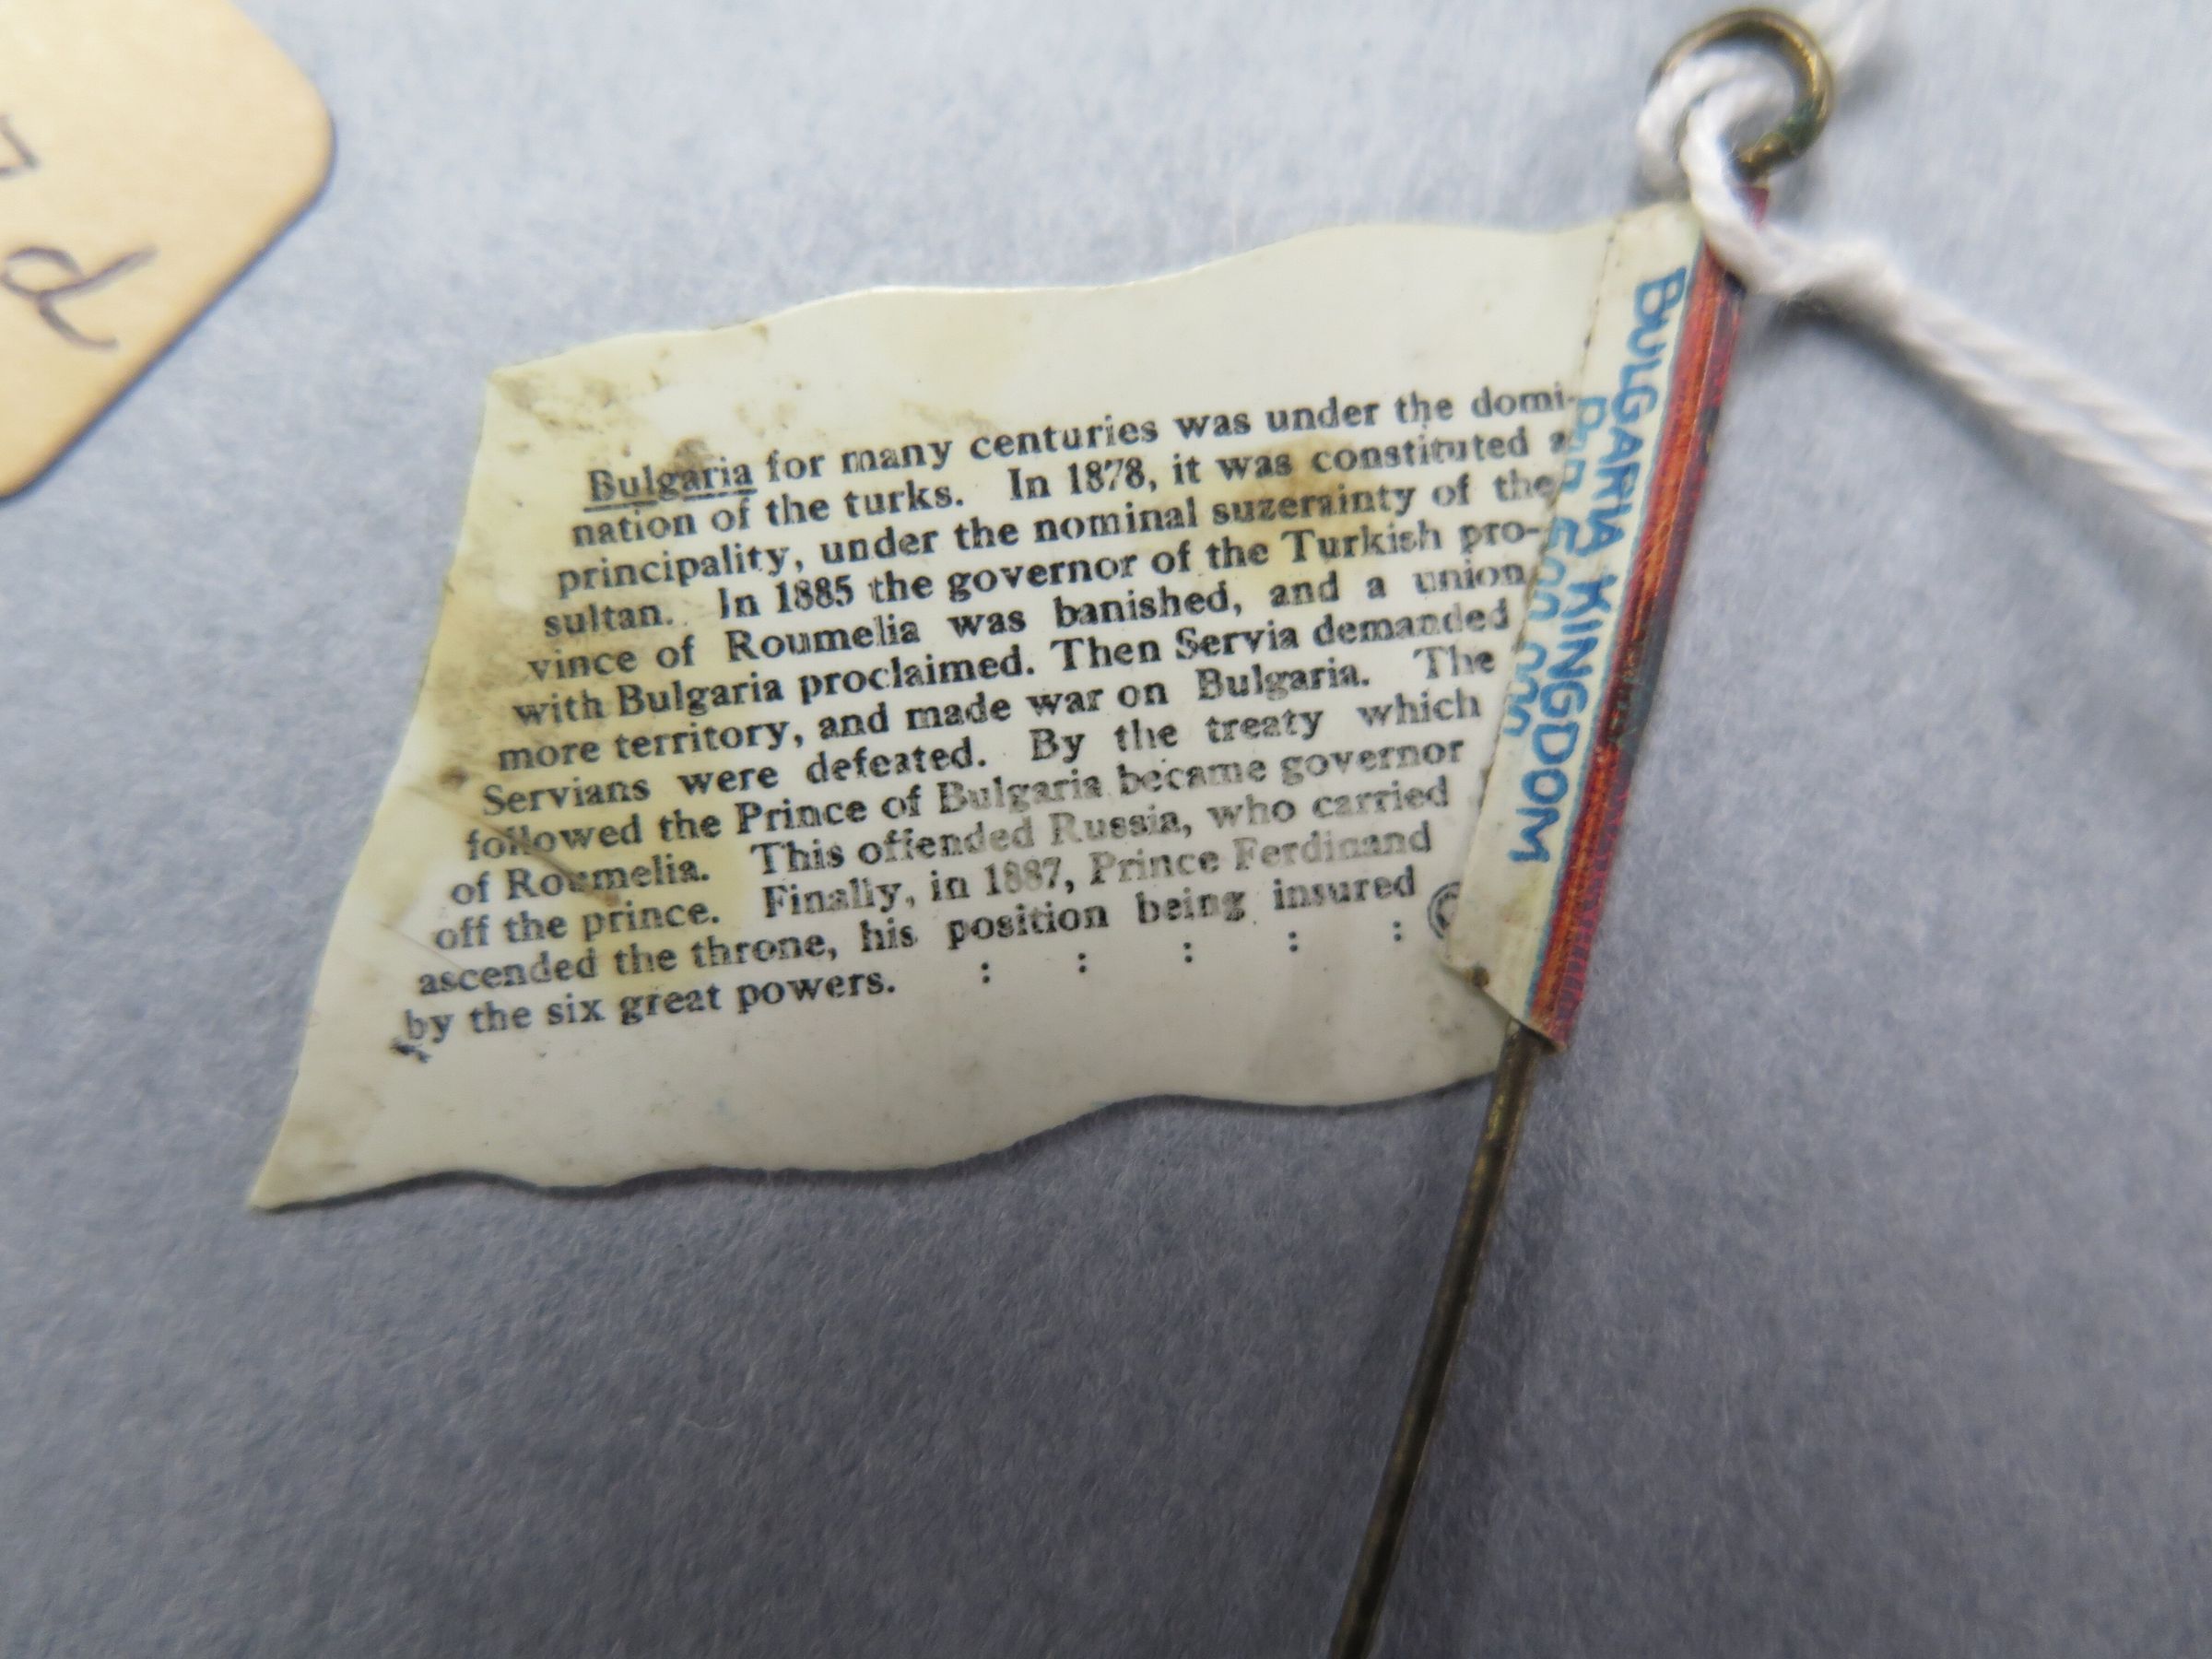 Bulgaria for many centuries was under the domi-
nation of the turks. In 1878, it was constituted a
principality, under the nominal suzerainty of the
sultan. In 1885 the governor of the Turkish pro-
vince of Roumelia was banished, and a union
with Bulgaria proclaimed. Then Servia demanded
more territory, and made war on Bulgaria. The
Servians were defeated. By the treaty which
followed the Prince of Bulgaria became governor
of Roumelia. This offended Russia, who carried
off the prince. Finally, in 1887, Prince Ferdinand
ascended the throne, his position being insured
by the six great powers. : : : : :
BULGARIA KINGDOM
d